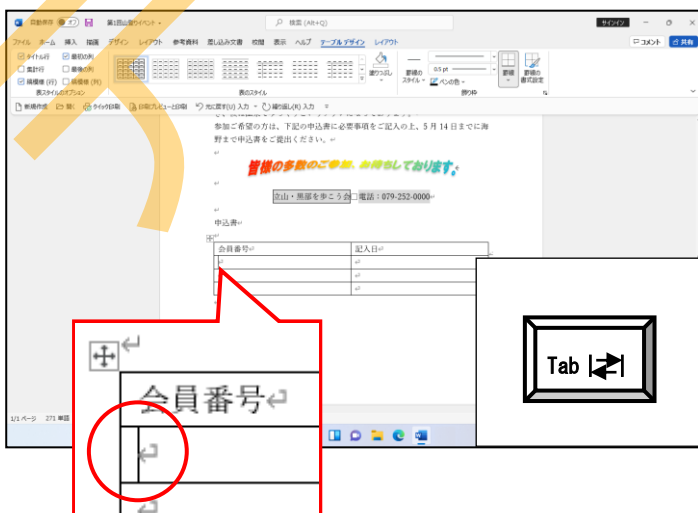 自動保存 オフ 第1回山登りイベント 検索 (Alt+Q) サインイン
ファイル ホーム 挿入 描画 デザイン レイアウト 参考資料 差し込み文書 校閲 表示 ヘルプ テーブル デザイン レイアウト コメント 共有
タイトル行 最初の列
集計行 最後の列
縞模様 (行) 縞模様 (列)
塗りつぶし 罫線の スタイル 0.5 pt ペンの色 罫線 罫線の 書式設定
表スタイルのオプション 表のスタイル 飾り枠
新規作成 開く クイック印刷 印刷プレビューと印刷 元に戻す(U) 入力 繰り返し(R) 入力
参加ご希望の方は、下記の申込書に必要事項をご記入の上、5 月 14 日までに海
野まで申込書をご提出ください。
皆様の多数のご参加、お待ちしております。
立山・黒部を歩こう会□電話：079-252-0000
申込書
会員番号 記入日
Tab
会員番号
1/1 ページ 271 単語